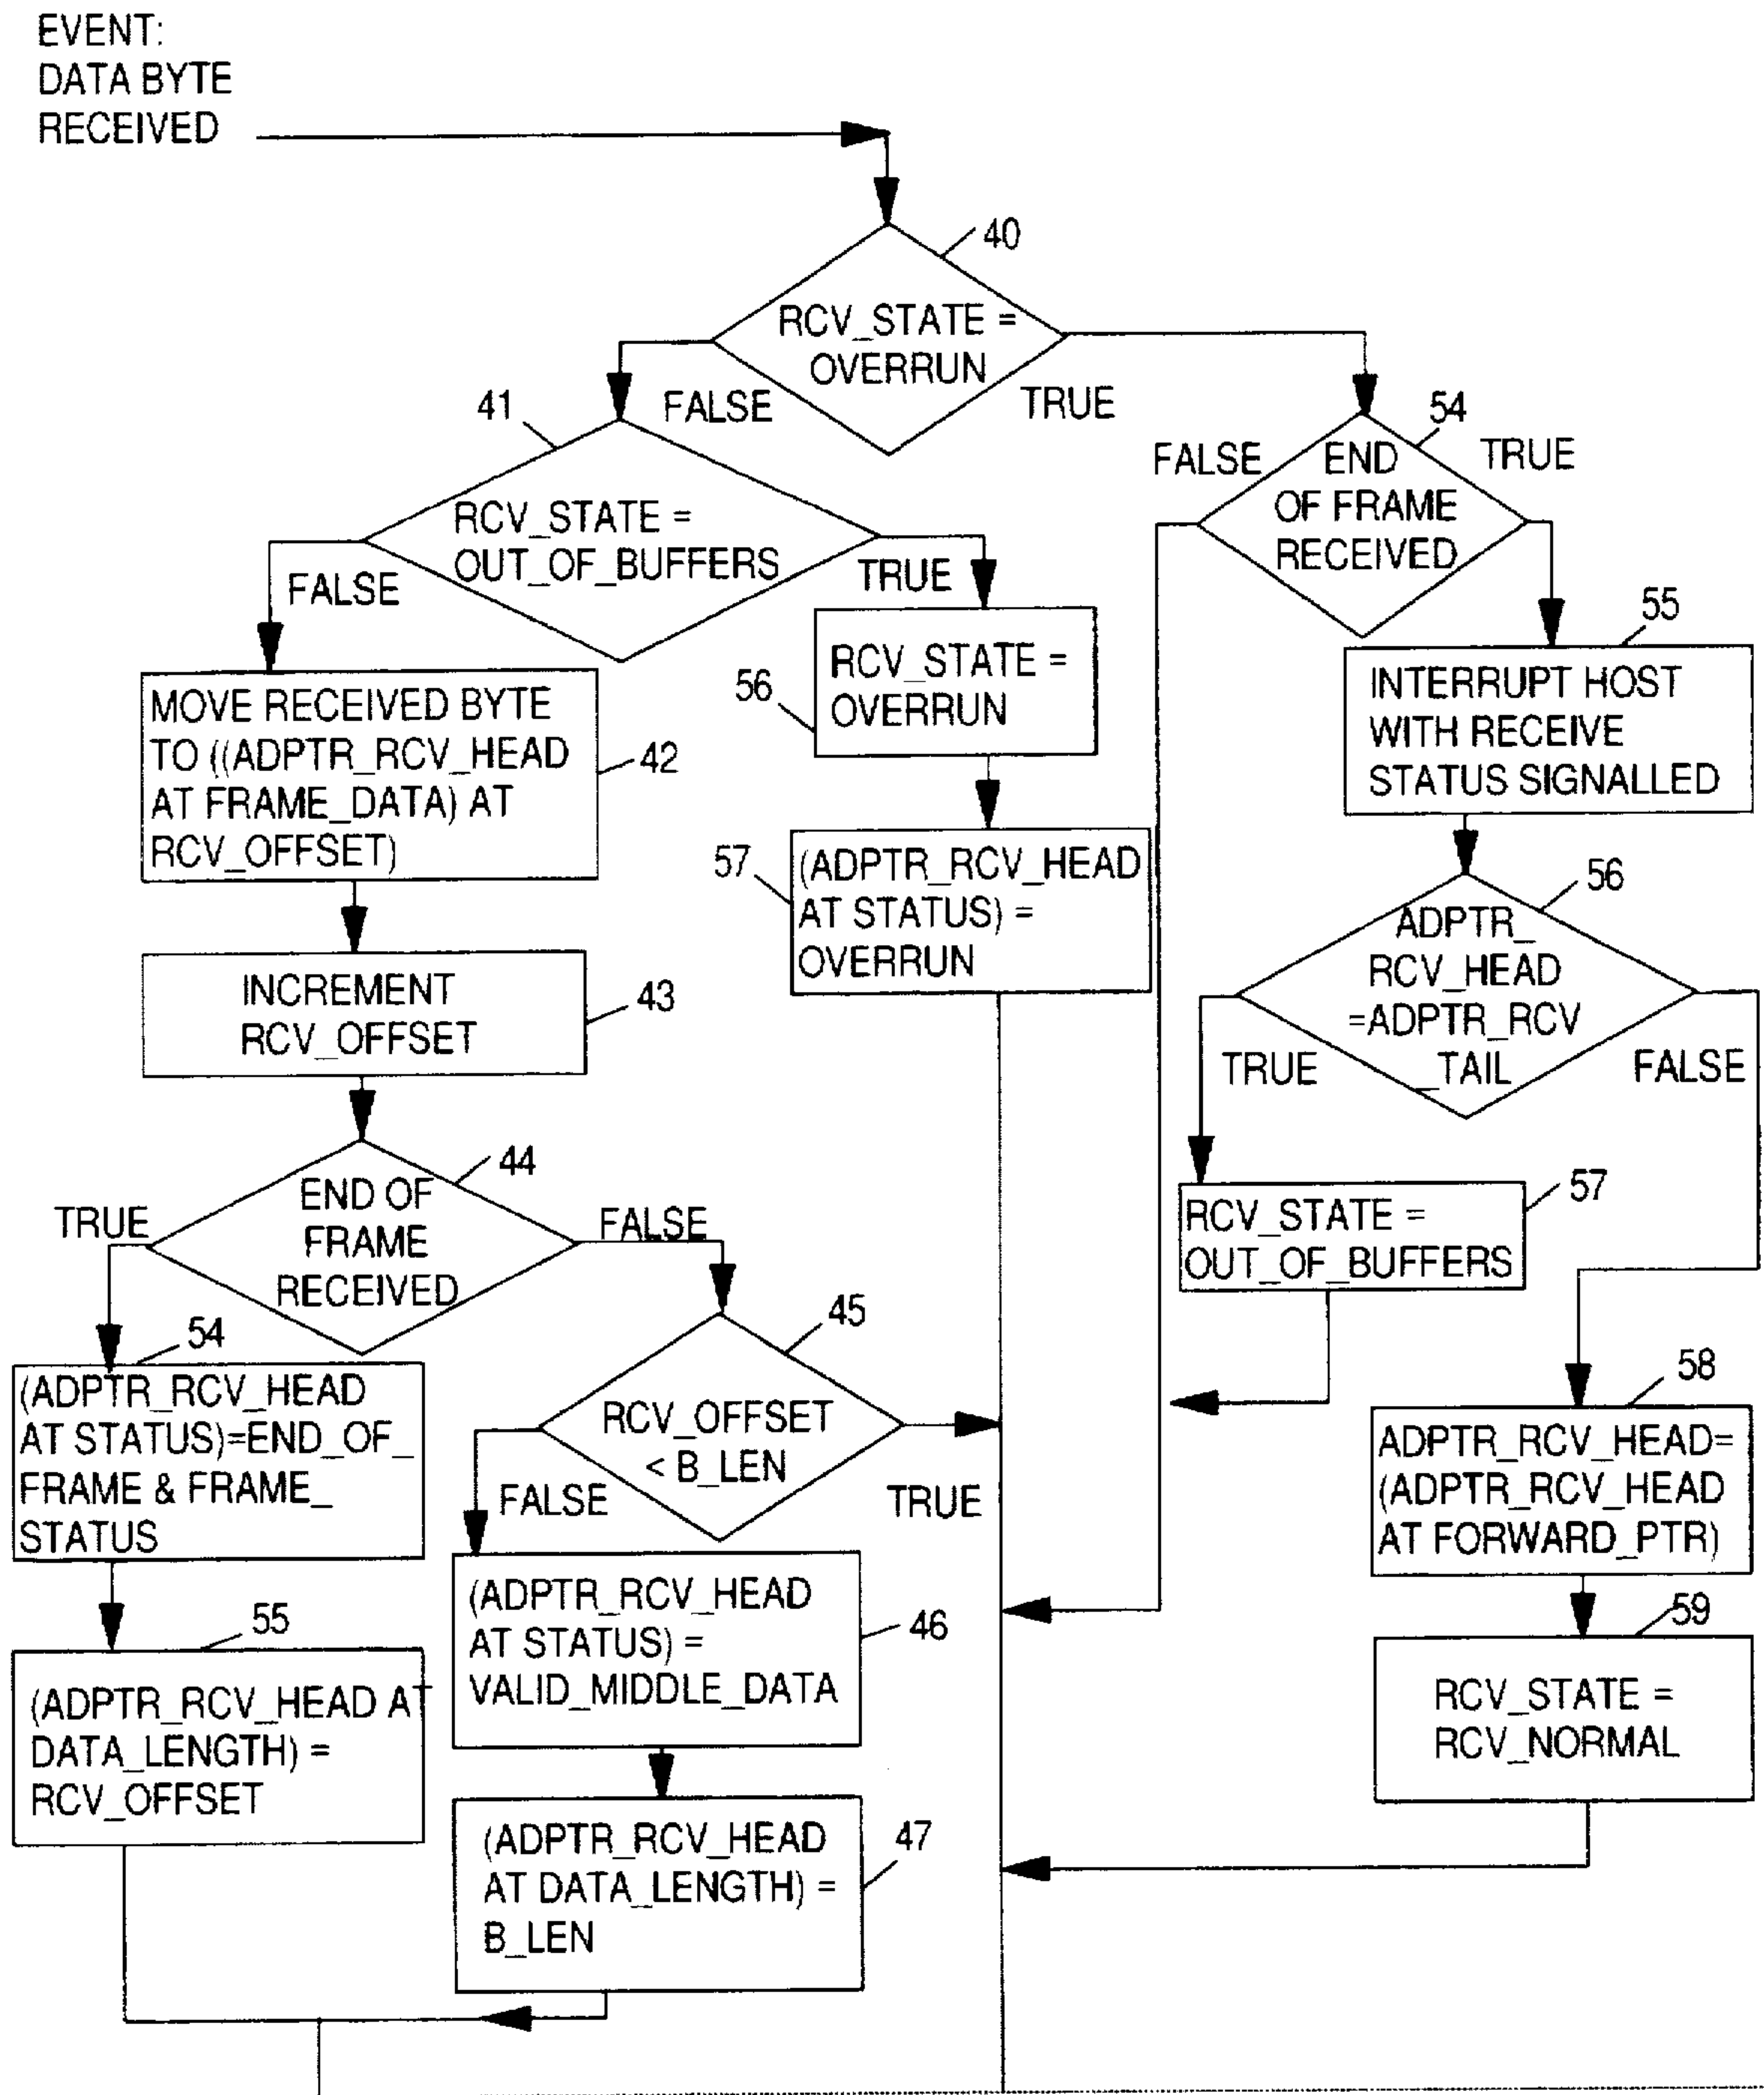 EVENT:
DATA BYTE
RECEIVED
40
RCV_STATE =
OVERRUN
FALSE
TRUE
41
RCV_STATE =
OUT_OF_BUFFERS
FALSE
TRUE
54
FALSE
TRUE
END
OF FRAME
RECEIVED
MOVE RECEIVED BYTE
TO ((ADPTR_RCV_HEAD
AT FRAME_DATA) AT
RCV_OFFSET)
42
56
RCV_STATE =
OVERRUN
55
INTERRUPT HOST
WITH RECEIVE
STATUS SIGNALLED
57
(ADPTR_RCV_HEAD
AT STATUS) =
OVERRUN
56
ADPTR_
RCV_HEAD
=ADPTR_RCV
_TAIL
TRUE
FALSE
INCREMENT
RCV_OFFSET
43
44
END OF
FRAME
RECEIVED
TRUE
FALSE
57
RCV_STATE =
OUT_OF_BUFFERS
45
RCV_OFFSET
< B_LEN
FALSE
TRUE
54
(ADPTR_RCV_HEAD
AT STATUS)=END_OF_
FRAME & FRAME_
STATUS
58
ADPTR_RCV_HEAD=
(ADPTR_RCV_HEAD
AT FORWARD_PTR)
(ADPTR_RCV_HEAD
AT STATUS) =
VALID_MIDDLE_DATA
46
55
(ADPTR_RCV_HEAD AT
DATA_LENGTH) =
RCV_OFFSET
59
RCV_STATE =
RCV_NORMAL
(ADPTR_RCV_HEAD
AT DATA_LENGTH) =
B_LEN
47